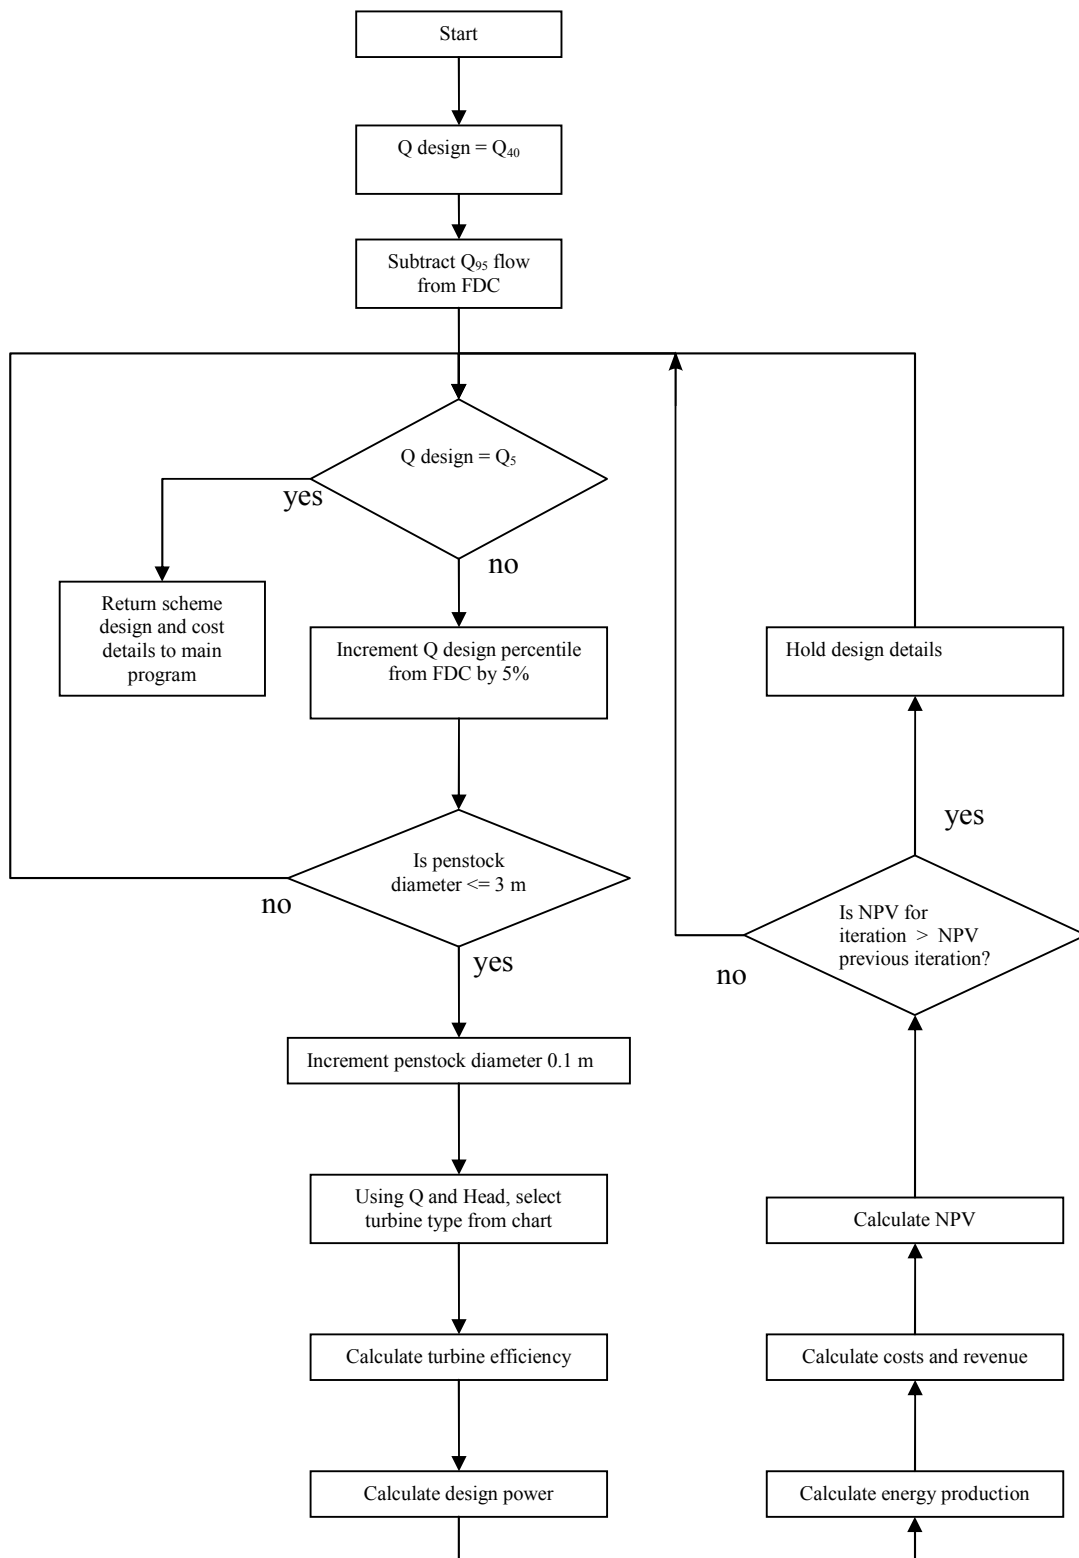 Start
Q design = Q₄₀
Subtract Q₉₅ flow
from FDC
Q design = Q₅
yes
no
Return scheme
design and cost
details to main
program
Increment Q design percentile
from FDC by 5%
Hold design details
Is penstock
diameter <= 3 m
no
yes
yes
Is NPV for
iteration > NPV
previous iteration?
no
Increment penstock diameter 0.1 m
Using Q and Head, select
turbine type from chart
Calculate NPV
Calculate turbine efficiency
Calculate costs and revenue
Calculate design power
Calculate energy production